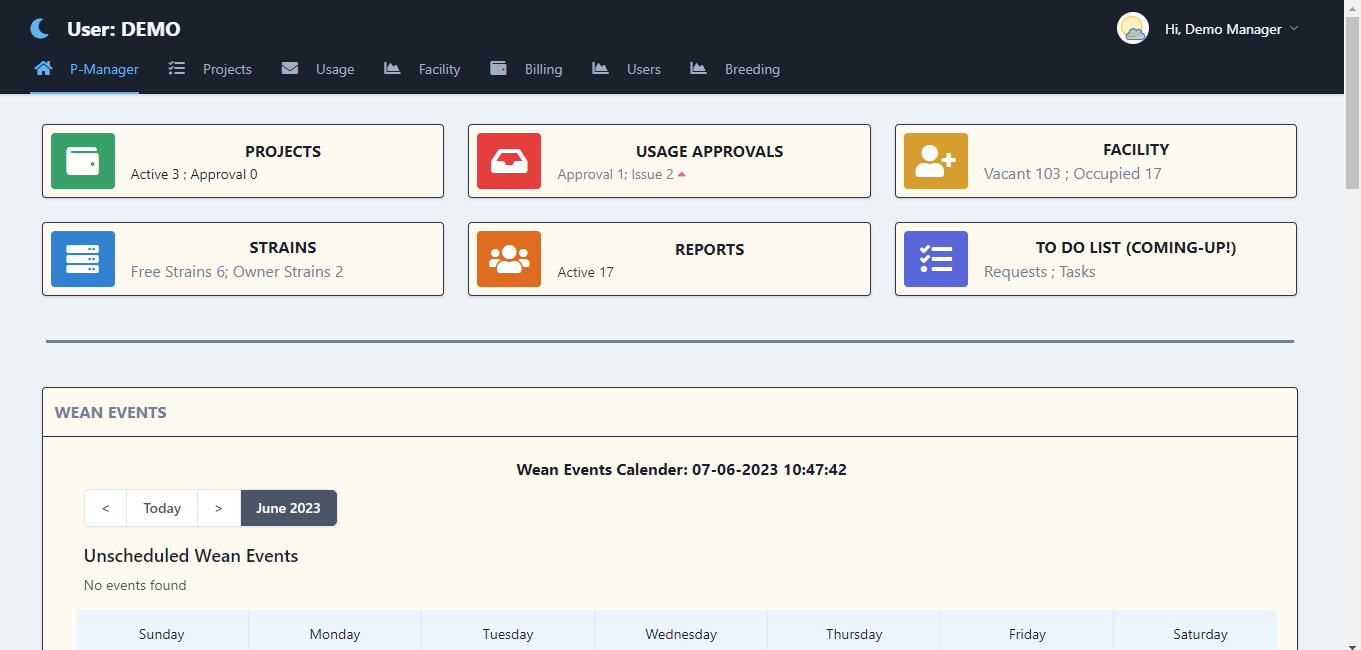 User: DEMO
Hi, Demo Manager
P-Manager Projects Usage Facility Billing Users Breeding
PROJECTS
Active 3 ; Approval 0
USAGE APPROVALS
Approval 1; Issue 2
FACILITY
Vacant 103 ; Occupied 17
STRAINS
Free Strains 6; Owner Strains 2
REPORTS
Active 17
TO DO LIST (COMING-UP!)
Requests ; Tasks
WEAN EVENTS
Wean Events Calender: 07-06-2023 10:47:42
< Today > June 2023
Unscheduled Wean Events
No events found
Sunday Monday Tuesday Wednesday Thursday Friday Saturday